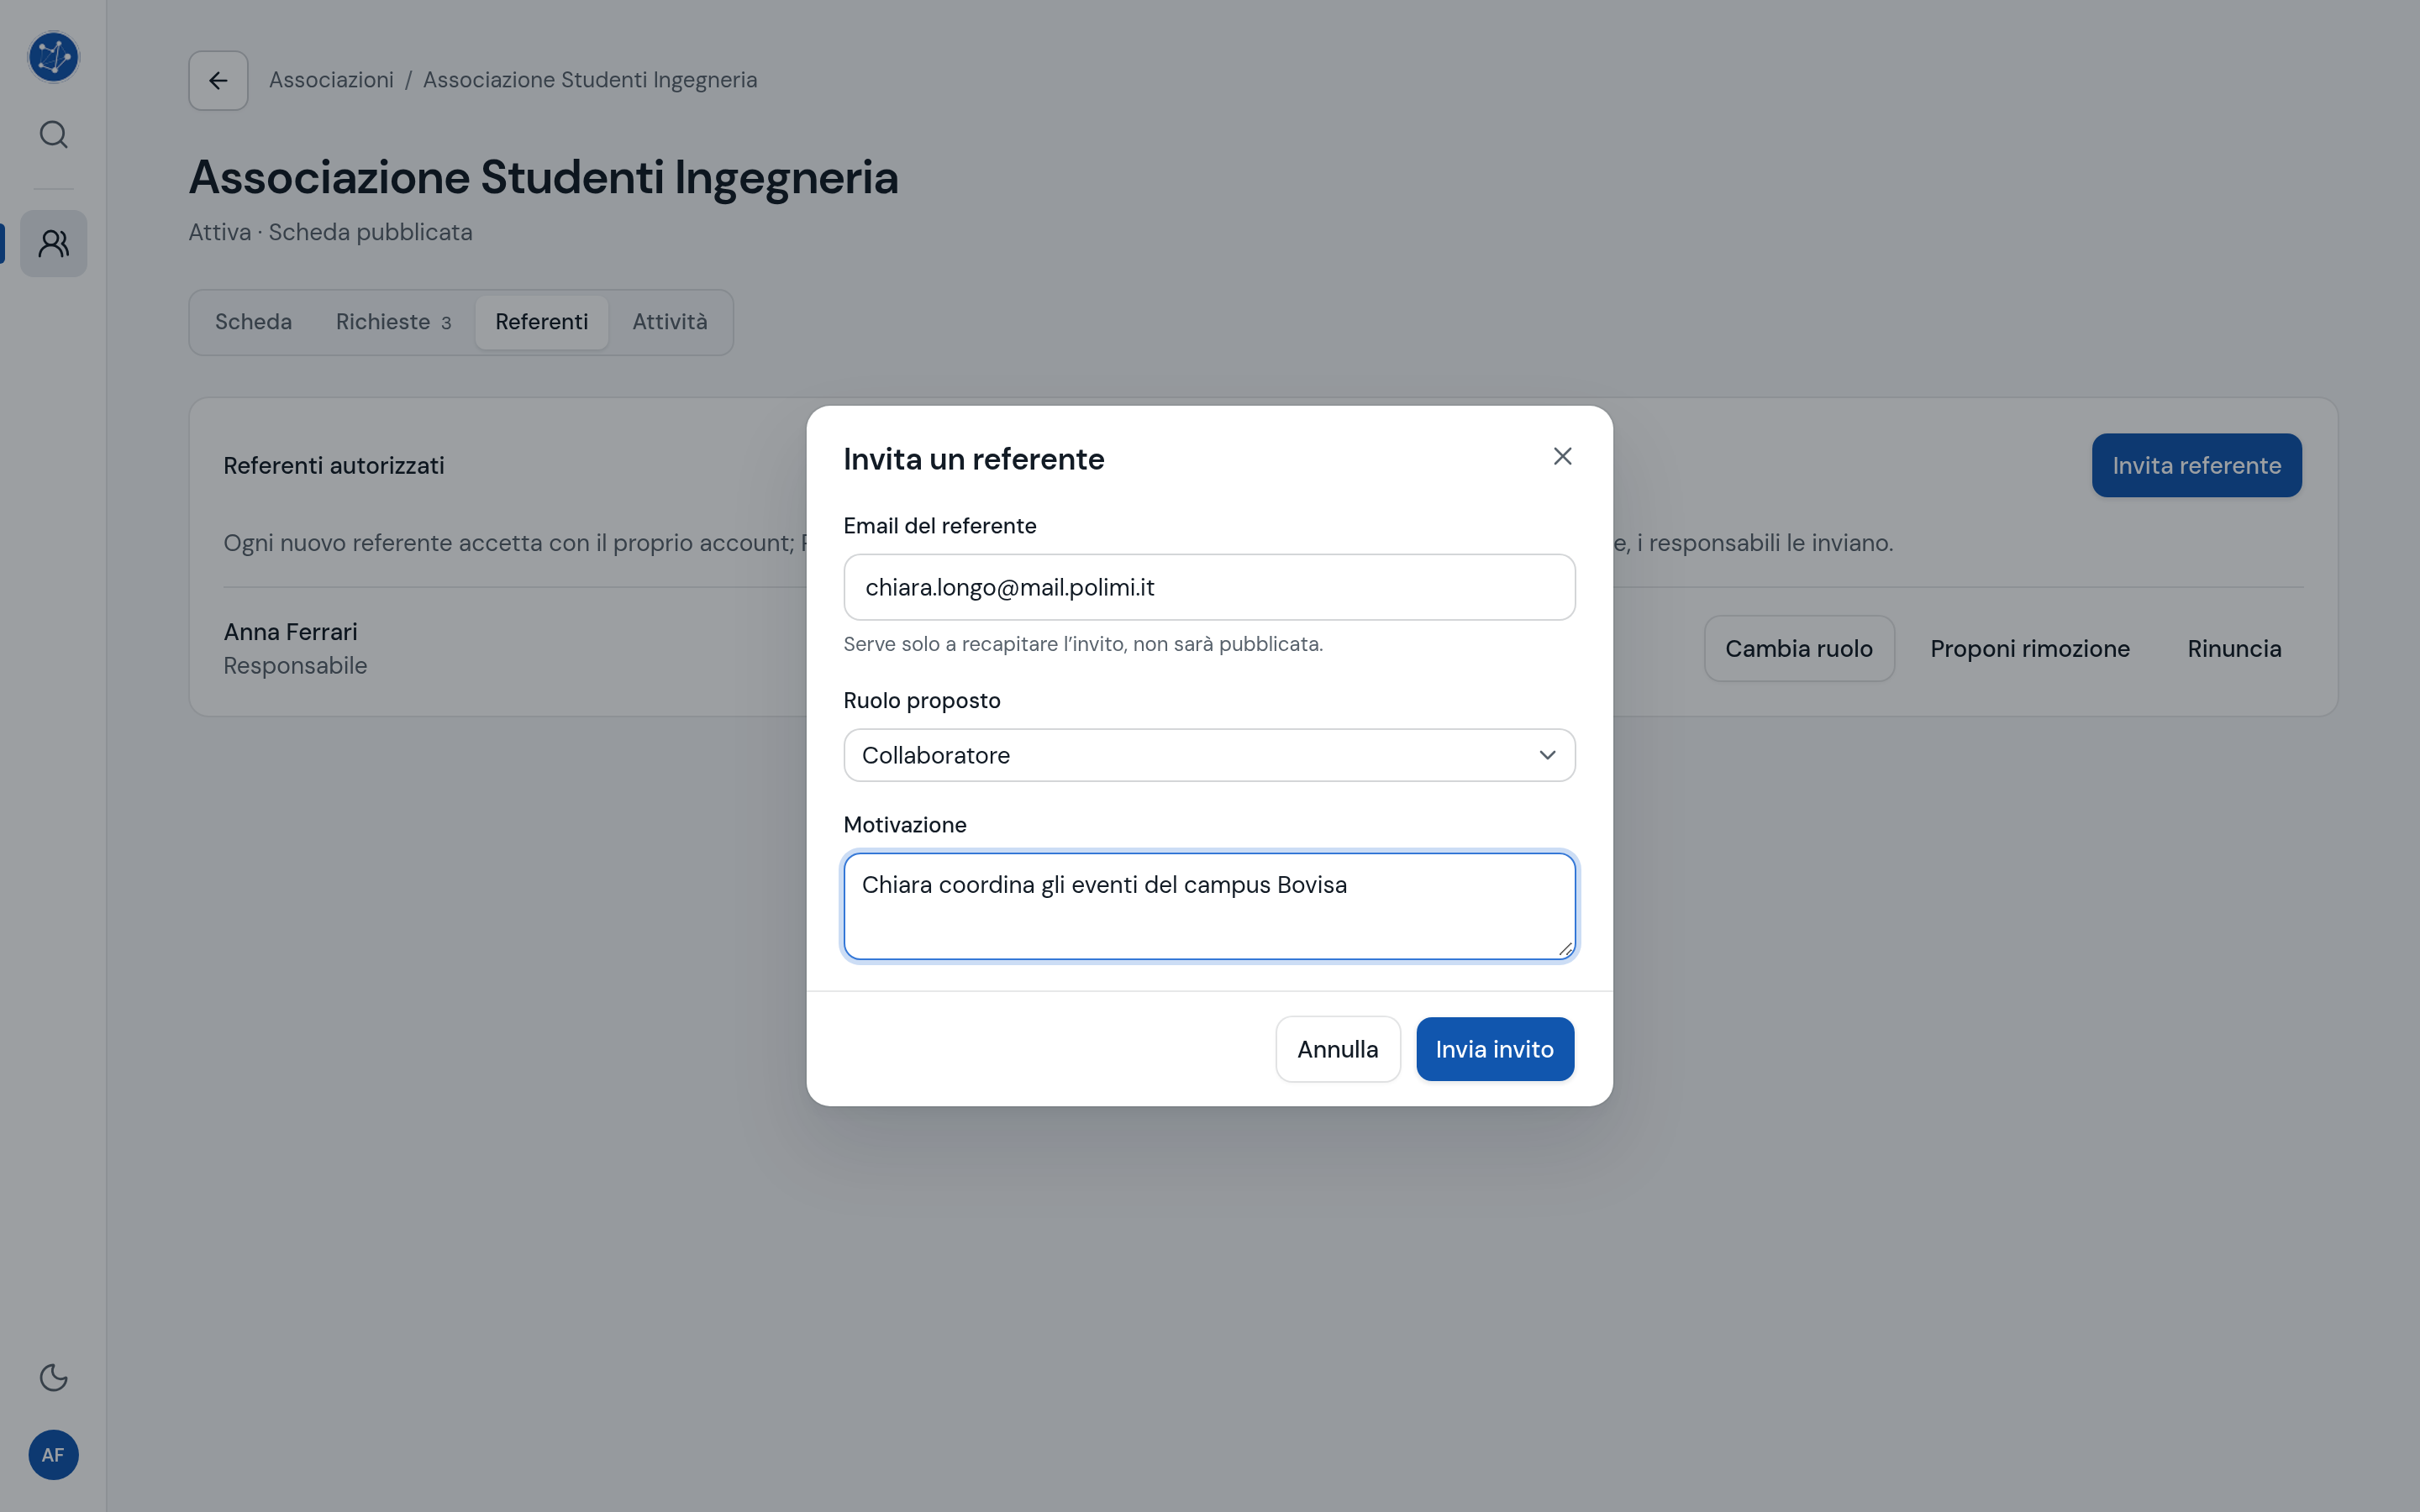 Associazioni / Associazione Studenti Ingegneria
Associazione Studenti Ingegneria
Attiva · Scheda pubblicata
Scheda Richieste 3 Referenti Attività
Referenti autorizzati
Invita referente
Ogni nuovo referente accetta con il proprio account;
, i responsabili le inviano.
Anna Ferrari
Responsabile
Cambia ruolo Proponi rimozione Rinuncia
Invita un referente
Email del referente
chiara.longo@mail.polimi.it
Serve solo a recapitare l’invito, non sarà pubblicata.
Ruolo proposto
Collaboratore
Motivazione
Chiara coordina gli eventi del campus Bovisa
Annulla Invia invito
AF